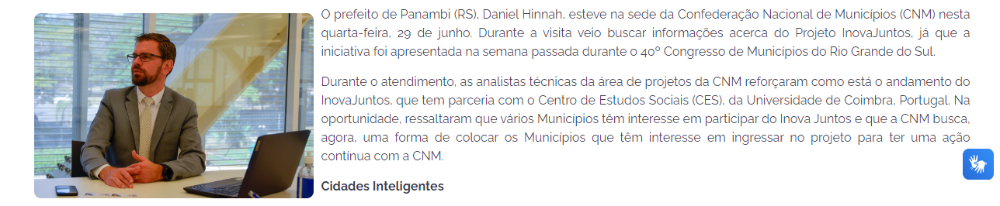 O prefeito de Panambi (RS), Daniel Hinnah, esteve na sede da Confederação Nacional de Municípios (CNM) nesta
quarta-feira, 29 de junho. Durante a visita veio buscar informações acerca do Projeto InovaJuntos, já que a
iniciativa foi apresentada na semana passada durante o 40º Congresso de Municípios do Rio Grande do Sul.
Durante o atendimento, as analistas técnicas da área de projetos da CNM reforçaram como está o andamento do
InovaJuntos, que tem parceria com o Centro de Estudos Sociais (CES), da Universidade de Coimbra, Portugal. Na
oportunidade, ressaltaram que vários Municípios têm interesse em participar do Inova Juntos e que a CNM busca,
agora, uma forma de colocar os Municípios que têm interesse em ingressar no projeto para ter uma ação
contínua com a CNM.
Cidades Inteligentes